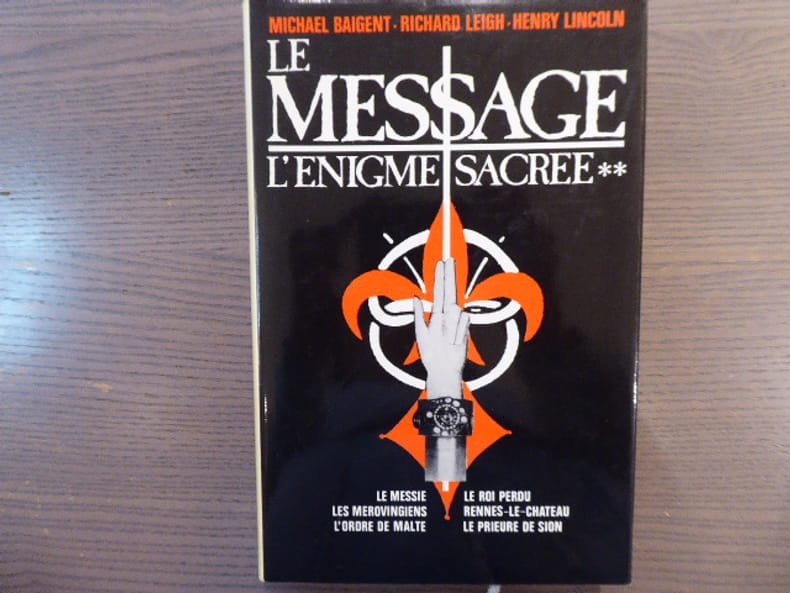 MICHAEL BAIGENT · RICHARD LEIGH · HENRY LINCOLN
LE
MESSAGE
L'ENIGME SACREE**
LE MESSIE
LES MEROVINGIENS
L'ORDRE DE MALTE
LE ROI PERDU
RENNES-LE-CHATEAU
LE PRIEURE DE SION